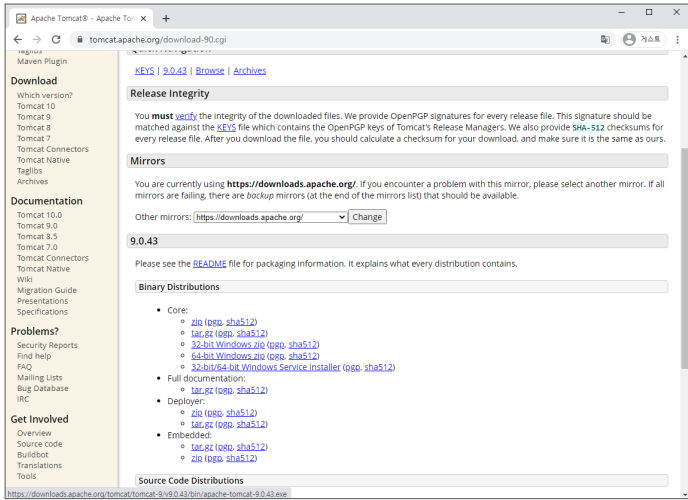 Apache Tomcat® - Apache Tom
tomcat.apache.org/download-90.cgi
게스트
Taglibs
Maven Plugin
Download
Which version?
Tomcat 10
Tomcat 9
Tomcat 8
Tomcat 7
Tomcat Connectors
Tomcat Native
Taglibs
Archives
Documentation
Tomcat 10.0
Tomcat 9.0
Tomcat 8.5
Tomcat 7.0
Tomcat Connectors
Tomcat Native
Wiki
Migration Guide
Presentations
Specifications
Problems?
Security Reports
Find help
FAQ
Mailing Lists
Bug Database
IRC
Get Involved
Overview
Source code
Buildbot
Translations
Tools
Quick Navigation
KEYS | 9.0.43 | Browse | Archives
Release Integrity
You must verify the integrity of the downloaded files. We provide OpenPGP signatures for every release file. This signature should be
matched against the KEYS file which contains the OpenPGP keys of Tomcat's Release Managers. We also provide SHA-512 checksums for
every release file. After you download the file, you should calculate a checksum for your download, and make sure it is the same as ours.
Mirrors
You are currently using https://downloads.apache.org/. If you encounter a problem with this mirror, please select another mirror. If all
mirrors are failing, there are backup mirrors (at the end of the mirrors list) that should be available.
Other mirrors: https://downloads.apache.org/ Change
9.0.43
Please see the README file for packaging information. It explains what every distribution contains.
Binary Distributions
Core:
zip (pgp, sha512)
tar.gz (pgp, sha512)
32-bit Windows zip (pgp, sha512)
64-bit Windows zip (pgp, sha512)
32-bit/64-bit Windows Service Installer (pgp, sha512)
Full documentation:
tar.gz (pgp, sha512)
Deployer:
zip (pgp, sha512)
tar.gz (pgp, sha512)
Embedded:
tar.gz (pgp, sha512)
zip (pgp, sha512)
Source Code Distributions
https://downloads.apache.org/tomcat/tomcat-9/v9.0.43/bin/apache-tomcat-9.0.43.exe